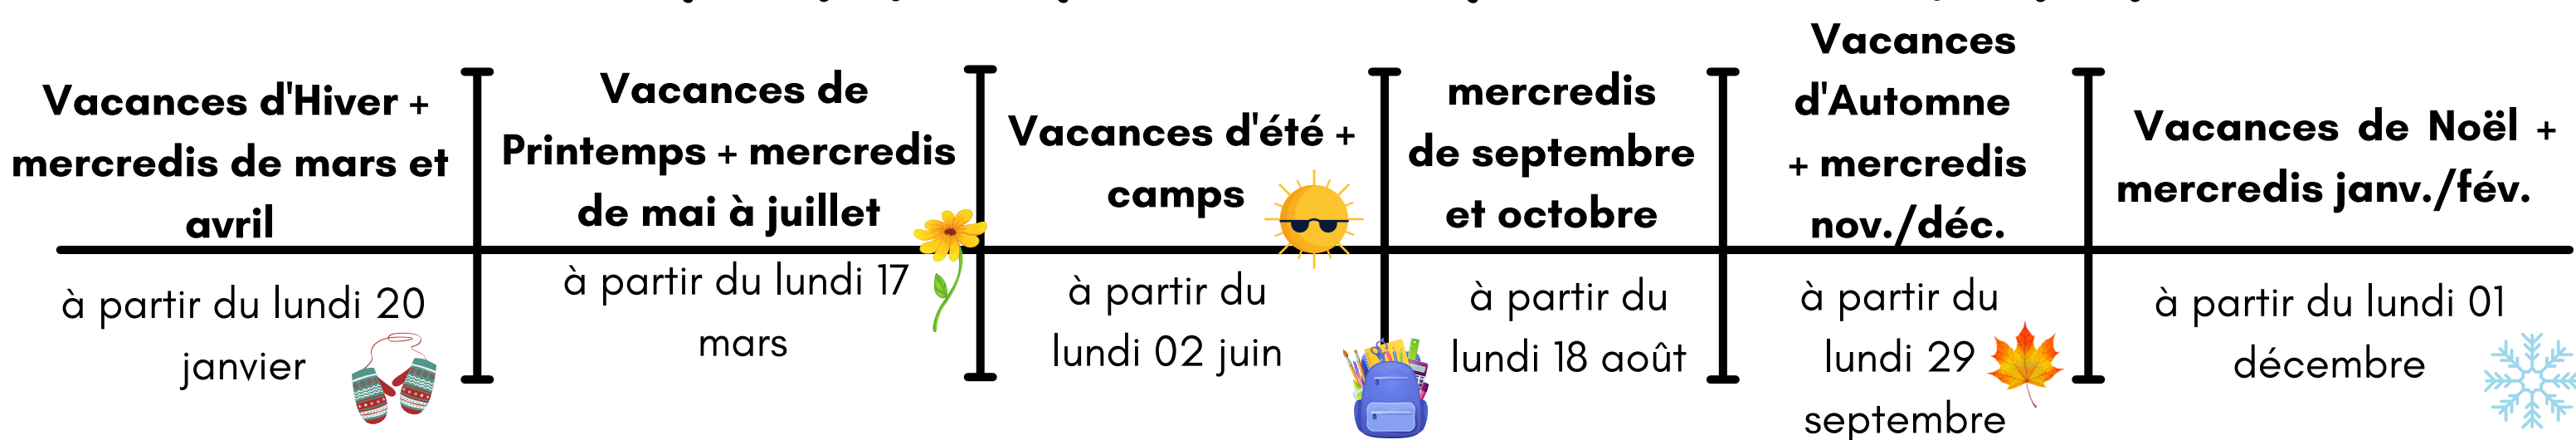 Vacances d'Hiver +
mercredis de mars et
avril
à partir du lundi 20
janvier
Vacances de
Printemps + mercredis
de mai à juillet
à partir du lundi 17
mars
Vacances d'été +
camps
à partir du
lundi 02 juin
mercredis
de septembre
et octobre
à partir du
lundi 18 août
Vacances
d'Automne
+ mercredis
nov./déc.
à partir du
lundi 29
septembre
Vacances de Noël +
mercredis janv./fév.
à partir du lundi 01
décembre